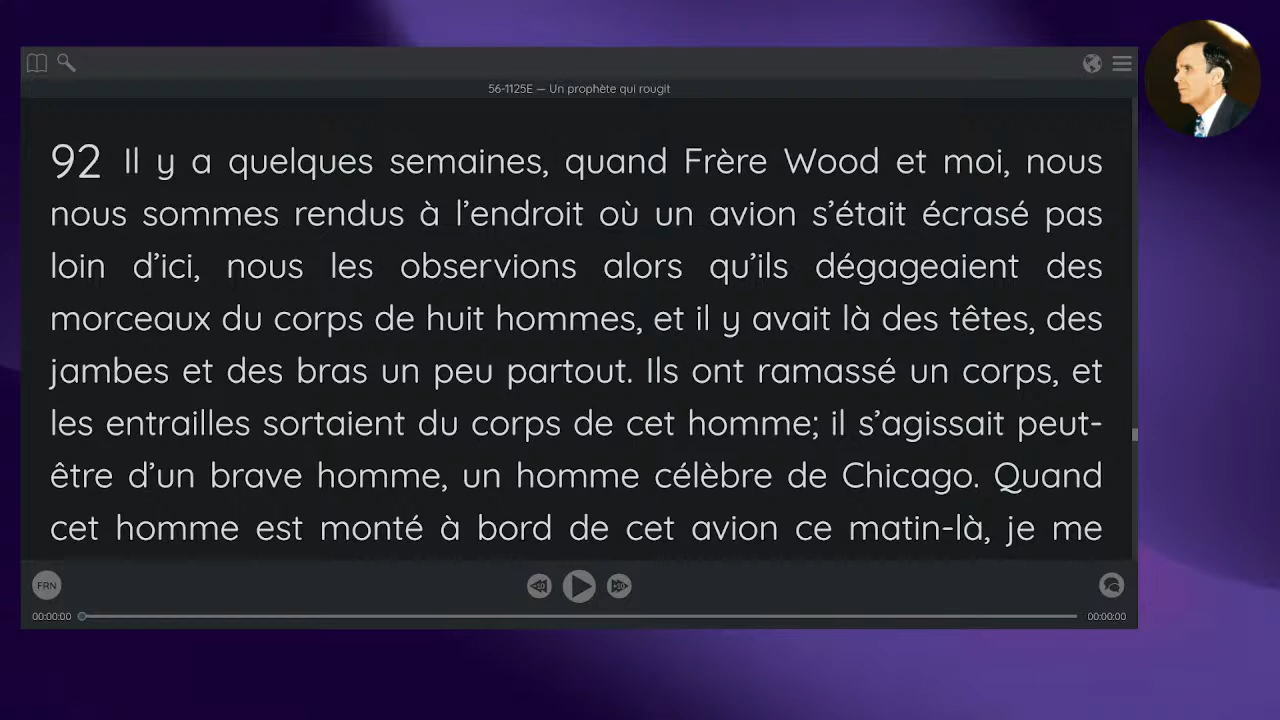 56-1125E — Un prophète qui rougit
92 Il y a quelques semaines, quand Frère Wood et moi, nous
nous sommes rendus à l’endroit où un avion s’était écrasé pas
loin d’ici, nous les observions alors qu’ils dégageaient des
morceaux du corps de huit hommes, et il y avait là des têtes, des
jambes et des bras un peu partout. Ils ont ramassé un corps, et
les entrailles sortaient du corps de cet homme; il s’agissait peut-
être d’un brave homme, un homme célèbre de Chicago. Quand
cet homme est monté à bord de cet avion ce matin-là, je me
FRN
00:00:00
00:00:00